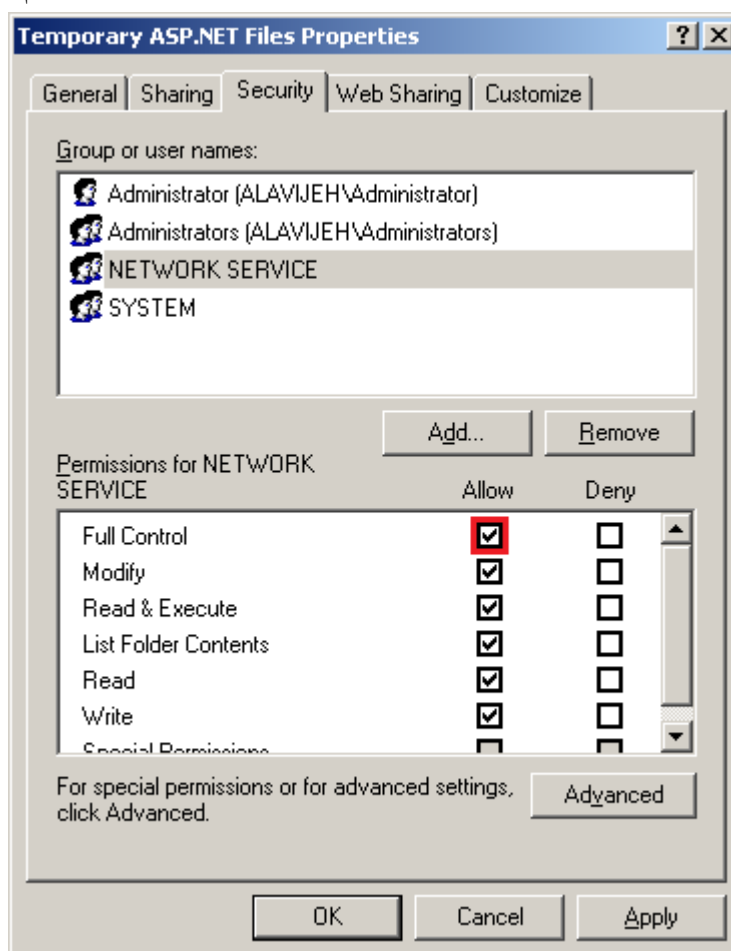 Temporary ASP.NET Files Properties
General Sharing Security Web Sharing Customize
Group or user names:
Administrator (ALAVIJEH\Administrator)
Administrators (ALAVIJEH\Administrators)
NETWORK SERVICE
SYSTEM
Add... Remove
Permissions for NETWORK
SERVICE Allow Deny
Full Control
Modify
Read & Execute
List Folder Contents
Read
Write
Special Permissions
For special permissions or for advanced settings,
click Advanced.
Advanced
OK Cancel Apply